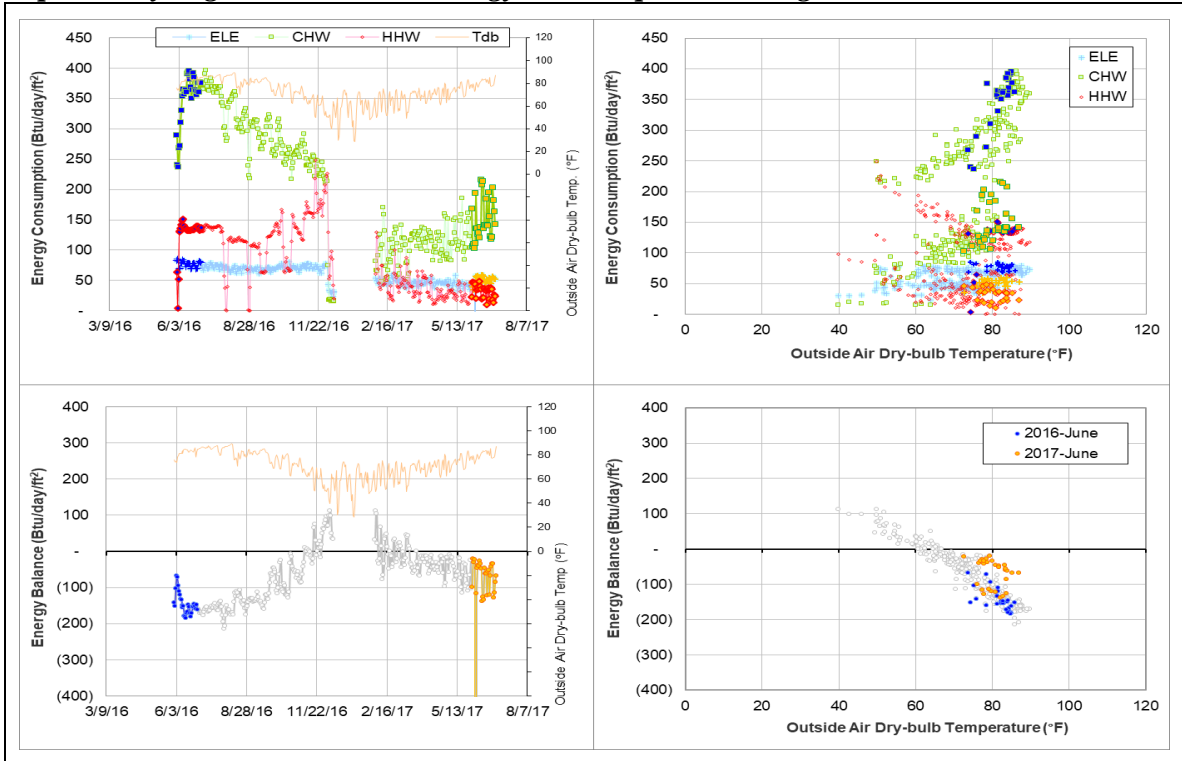 ELE CHW HHW Tdb
Energy Consumption (Btu/day/ft²)
450
400
350
300
250
200
150
100
50
-
120
100
80
60
40
20
0
Outside Air Dry-bulb Temp. (°F)
3/9/16 6/3/16 8/28/16 11/22/16 2/16/17 5/13/17 8/7/17
ELE
CHW
HHW
Energy Consumption (Btu/day/ft²)
450
400
350
300
250
200
150
100
50
-
0 20 40 60 80 100 120
Outside Air Dry-bulb Temperature (°F)
Energy Balance (Btu/day/ft²)
400
300
200
100
-
(100)
(200)
(300)
(400)
120
100
80
60
40
20
0
Outside Air Dry-bulb Temp (°F)
3/9/16 6/3/16 8/28/16 11/22/16 2/16/17 5/13/17 8/7/17
2016-June
2017-June
Energy Balance (Btu/day/ft²)
400
300
200
100
-
(100)
(200)
(300)
(400)
0 20 40 60 80 100 120
Outside Air Dry-bulb Temperature (°F)